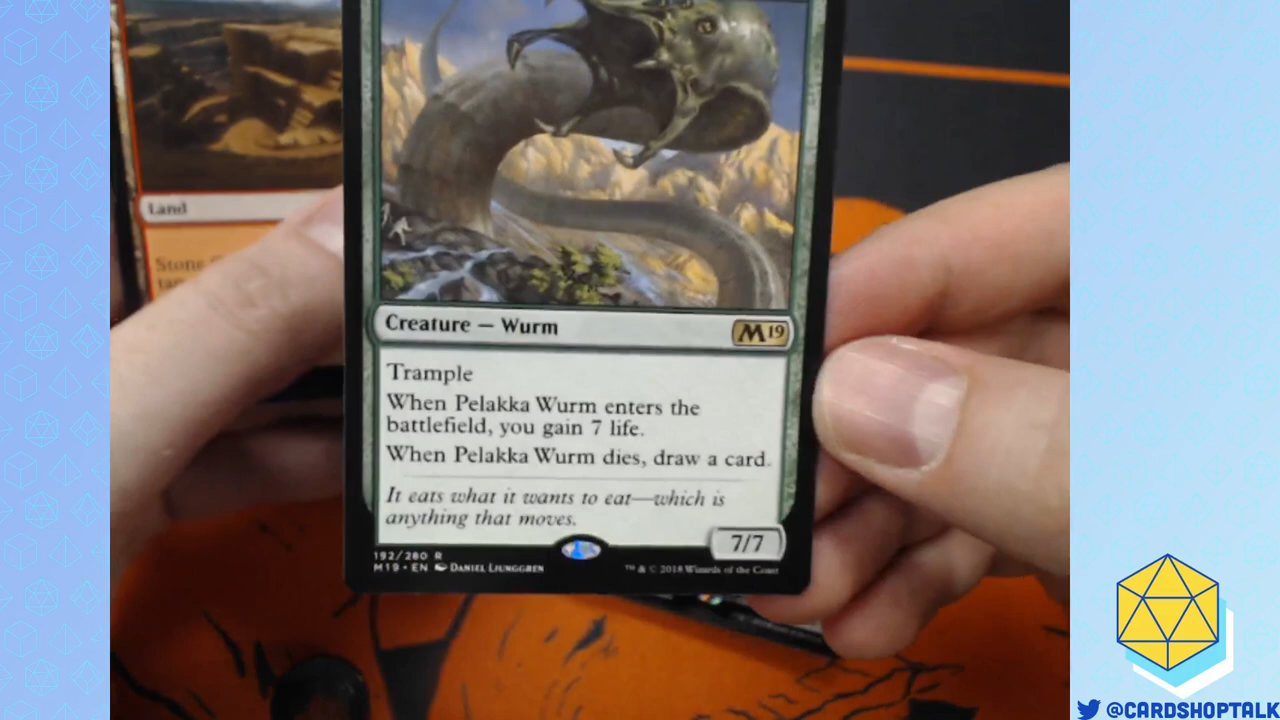 Land
Stone
Creature — Wurm
M19
Trample
When Pelakka Wurm enters the
battlefield, you gain 7 life.
When Pelakka Wurm dies, draw a card.
It eats what it wants to eat—which is
anything that moves.
7/7
192/280 R
M19 • EN DANIEL LJUNGGREN
™ & © 2018 Wizards of the Coast
@CARDSHOPTALK